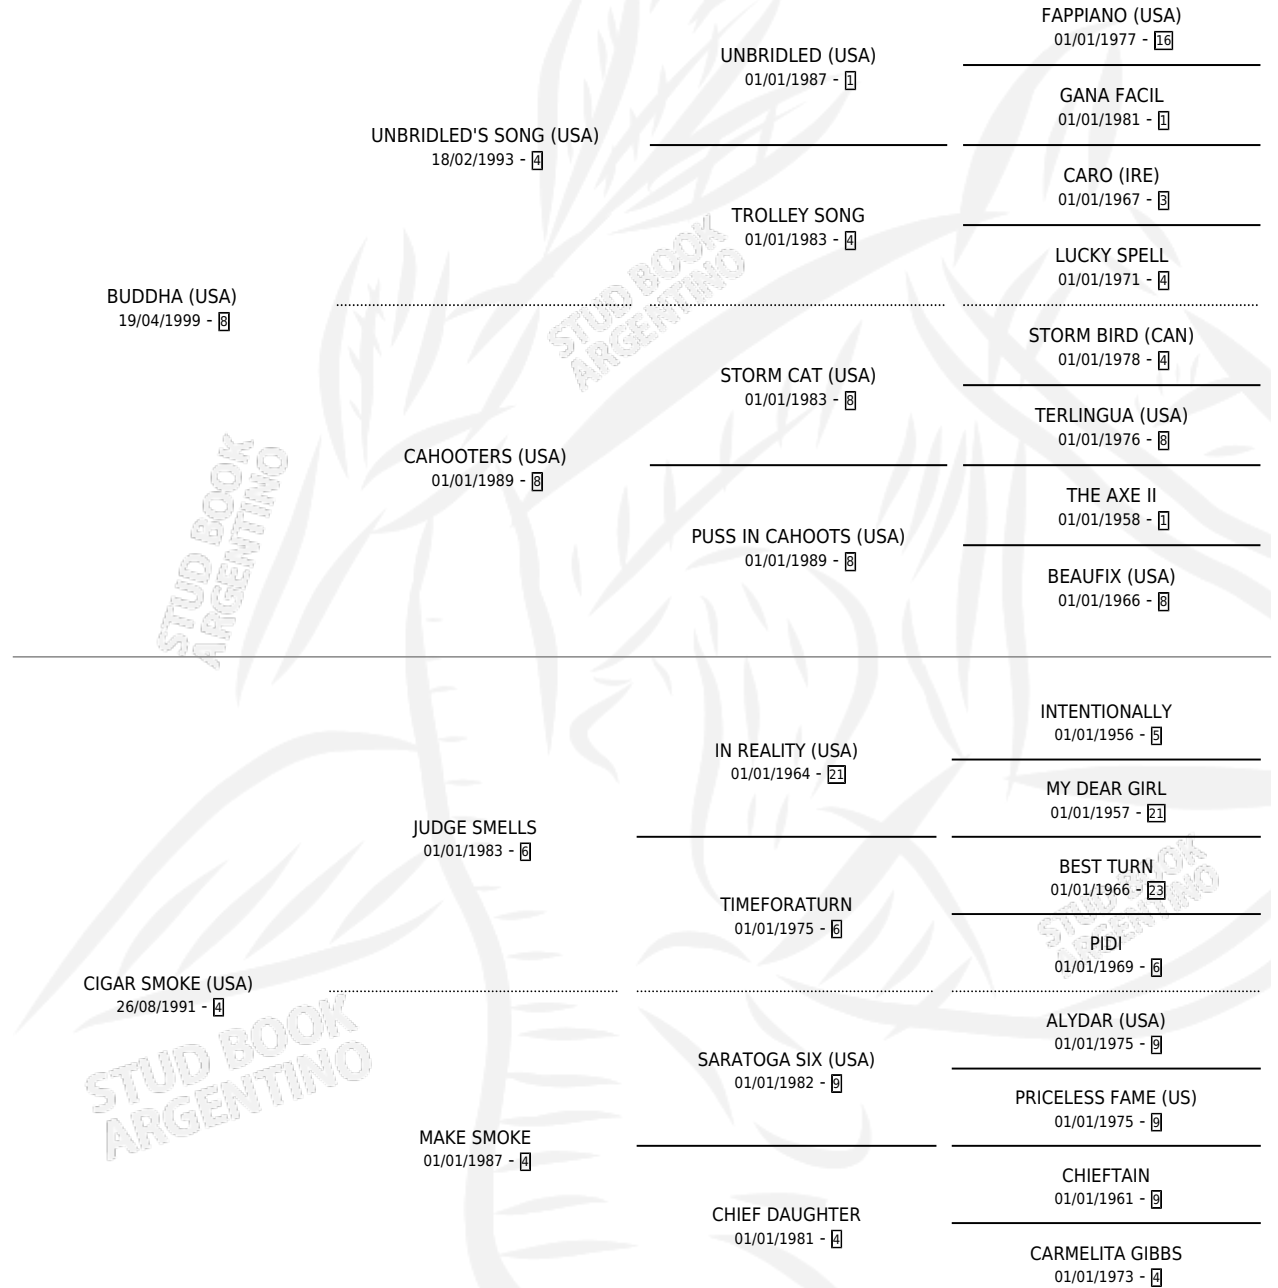 FAPPIANO (USA)
01/01/1977 - 16
UNBRIDLED (USA)
01/01/1987 - 1
GANA FACIL
01/01/1981 - 1
UNBRIDLED'S SONG (USA)
18/02/1993 - 4
CARO (IRE)
01/01/1967 - 3
TROLLEY SONG
01/01/1983 - 4
LUCKY SPELL
01/01/1971 - 4
BUDDHA (USA)
19/04/1999 - 8
STORM BIRD (CAN)
01/01/1978 - 4
STORM CAT (USA)
01/01/1983 - 8
TERLINGUA (USA)
01/01/1976 - 8
CAHOOTERS (USA)
01/01/1989 - 8
THE AXE II
01/01/1958 - 1
PUSS IN CAHOOTS (USA)
01/01/1989 - 8
BEAUFIX (USA)
01/01/1966 - 8
INTENTIONALLY
01/01/1956 - 5
IN REALITY (USA)
01/01/1964 - 21
MY DEAR GIRL
01/01/1957 - 21
JUDGE SMELLS
01/01/1983 - 6
BEST TURN
01/01/1966 - 23
TIMEFORATURN
01/01/1975 - 6
PIDI
01/01/1969 - 6
CIGAR SMOKE (USA)
26/08/1991 - 4
ALYDAR (USA)
01/01/1975 - 9
SARATOGA SIX (USA)
01/01/1982 - 9
PRICELESS FAME (US)
01/01/1975 - 9
MAKE SMOKE
01/01/1987 - 4
CHIEFTAIN
01/01/1961 - 9
CHIEF DAUGHTER
01/01/1981 - 4
CARMELITA GIBBS
01/01/1973 - 4
STUD BOOK
ARGENTINO
STUD BOOK
ARGENTINO
STUD BOOK
ARGENTINO
STUD BOOK
ARGENTINO